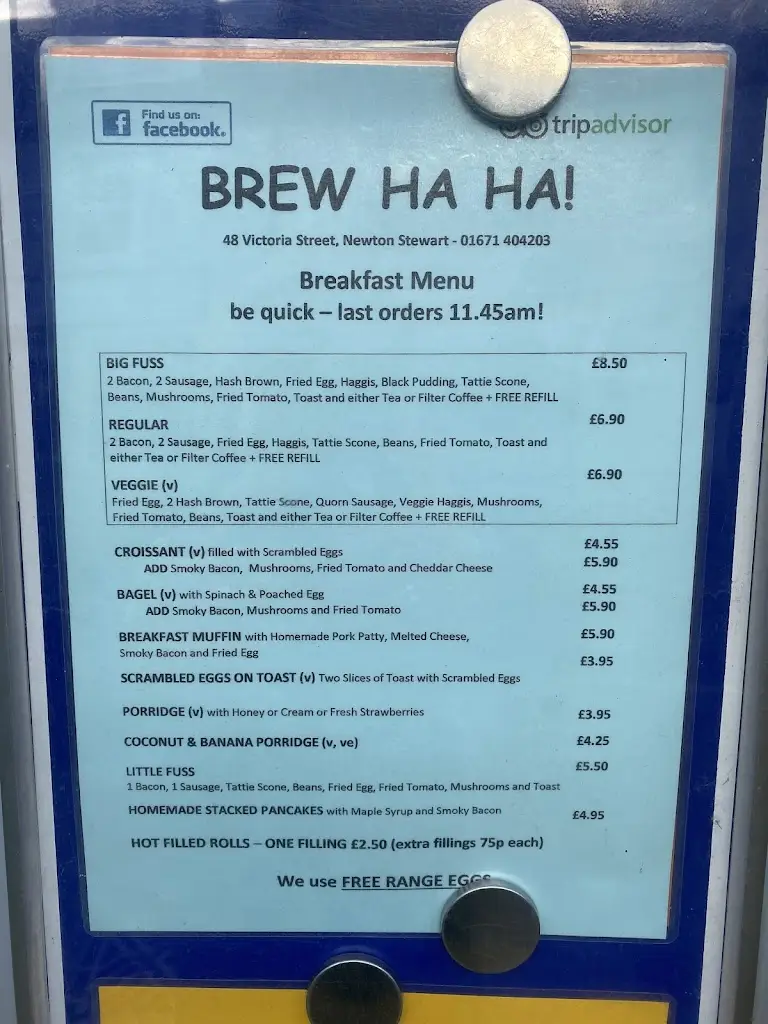 Find us on:
facebook.
tripadvisor
BREW HA HA!
48 Victoria Street, Newton Stewart - 01671 404203
Breakfast Menu
be quick – last orders 11.45am!
BIG FUSS £8.50
2 Bacon, 2 Sausage, Hash Brown, Fried Egg, Haggis, Black Pudding, Tattie Scone,
Beans, Mushrooms, Fried Tomato, Toast and either Tea or Filter Coffee + FREE REFILL
REGULAR £6.90
2 Bacon, 2 Sausage, Fried Egg, Haggis, Tattie Scone, Beans, Fried Tomato, Toast and
either Tea or Filter Coffee + FREE REFILL
VEGGIE (v) £6.90
Fried Egg, 2 Hash Brown, Tattie Scone, Quorn Sausage, Veggie Haggis, Mushrooms,
Fried Tomato, Beans, Toast and either Tea or Filter Coffee + FREE REFILL
CROISSANT (v) filled with Scrambled Eggs £4.55
ADD Smoky Bacon, Mushrooms, Fried Tomato and Cheddar Cheese £5.90
BAGEL (v) with Spinach & Poached Egg £4.55
ADD Smoky Bacon, Mushrooms and Fried Tomato £5.90
BREAKFAST MUFFIN with Homemade Pork Patty, Melted Cheese, £5.90
Smoky Bacon and Fried Egg
SCRAMBLED EGGS ON TOAST (v) Two Slices of Toast with Scrambled Eggs £3.95
PORRIDGE (v) with Honey or Cream or Fresh Strawberries £3.95
COCONUT & BANANA PORRIDGE (v, ve) £4.25
LITTLE FUSS £5.50
1 Bacon, 1 Sausage, Tattie Scone, Beans, Fried Egg, Fried Tomato, Mushrooms and Toast
HOMEMADE STACKED PANCAKES with Maple Syrup and Smoky Bacon £4.95
HOT FILLED ROLLS – ONE FILLING £2.50 (extra fillings 75p each)
We use FREE RANGE EGGS